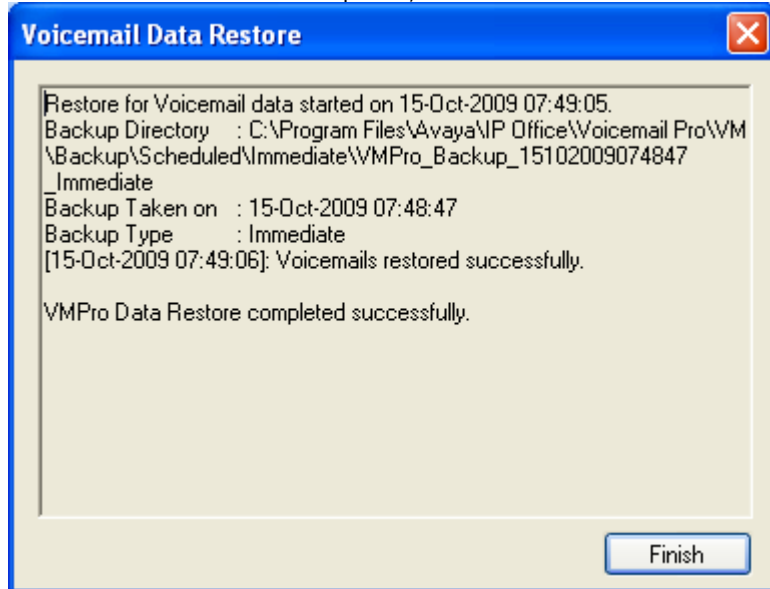 Voicemail Data Restore
Restore for Voicemail data started on 15-Oct-2009 07:49:05.
Backup Directory : C:\Program Files\Avaya\IP Office\Voicemail Pro\VM
\Backup\Scheduled\Immediate\VMPro_Backup_15102009074847
_Immediate
Backup Taken on : 15-Oct-2009 07:48:47
Backup Type : Immediate
[15-Oct-2009 07:49:06]: Voicemails restored successfully.
VMPro Data Restore completed successfully.
Finish